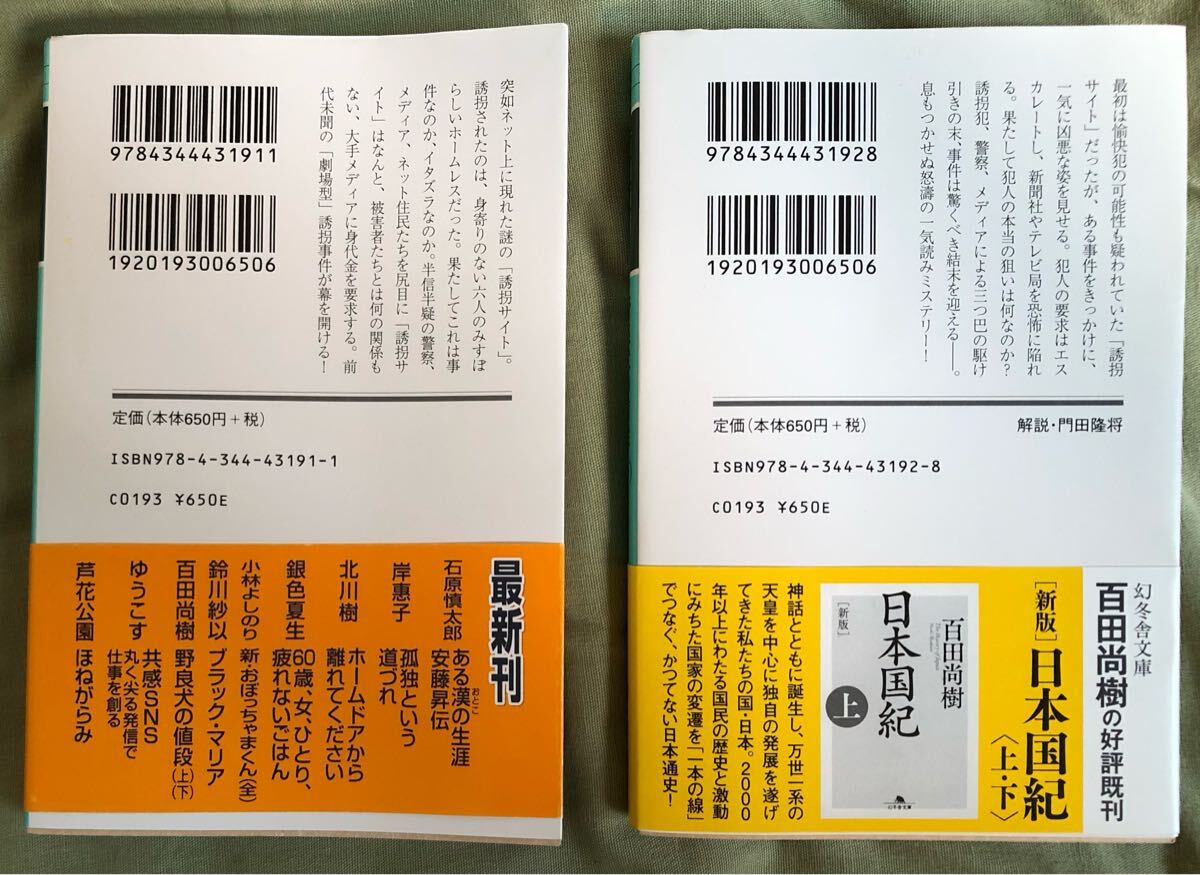 9784344431911
1920193006506
突如ネット上に現れた謎の「誘拐サイト」。
誘拐されたのは、身寄りのない六人のみすぼ
らしいホームレスだった。果たしてこれは事
件なのか、イタズラなのか。半信半疑の警察、
メディア、ネット住民たちを尻目に「誘拐サ
イト」はなんと、被害者たちとは何の関係も
ない、大手メディアに身代金を要求する。前
代未聞の「劇場型」誘拐事件が幕を開ける！
定価（本体650円＋税）
ISBN978-4-344-43191-1
C0193 ¥650E
最新刊
石原慎太郎 ある漢の生涯 安藤昇伝
おとこ
岸惠子 孤独という道づれ
北川樹 ホームドアから離れてください
銀色夏生 60歳、女、ひとり、疲れないごはん
小林よしのり 新・おぼっちゃまくん（全）
鈴川紗以 ブラック・マリア
百田尚樹 野良犬の値段（上・下）
ゆうこす 共感SNS 丸く尖る発信で仕事を創る
芦花公園 ほねがらみ
9784344431928
1920193006506
最初は愉快犯の可能性も疑われていた「誘拐
サイト」だったが、ある事件をきっかけに、
一気に凶悪な姿を見せる。犯人の要求はエス
カレートし、新聞社やテレビ局を恐怖に陥れ
る。果たして犯人の本当の狙いは何なのか？
誘拐犯、警察、メディアによる三つ巴の駆け
引きの末、事件は驚くべき結末を迎える——。
息もつかせぬ怒濤の一気読みミステリー！
定価（本体650円＋税）
解説・門田隆将
ISBN978-4-344-43192-8
C0193 ¥650E
幻冬舎文庫
百田尚樹の好評既刊
［新版］日本国紀〈上・下〉
百田尚樹
日本国紀
［新版］
上
幻冬舎文庫
神話とともに誕生し、万世一系の
天皇を中心に独自の発展を遂げ
てきた私たちの国・日本。2000
年以上にわたる国民の歴史と激動
にみちた国家の変遷を「一本の線」
でつなぐ、かつてない日本通史！